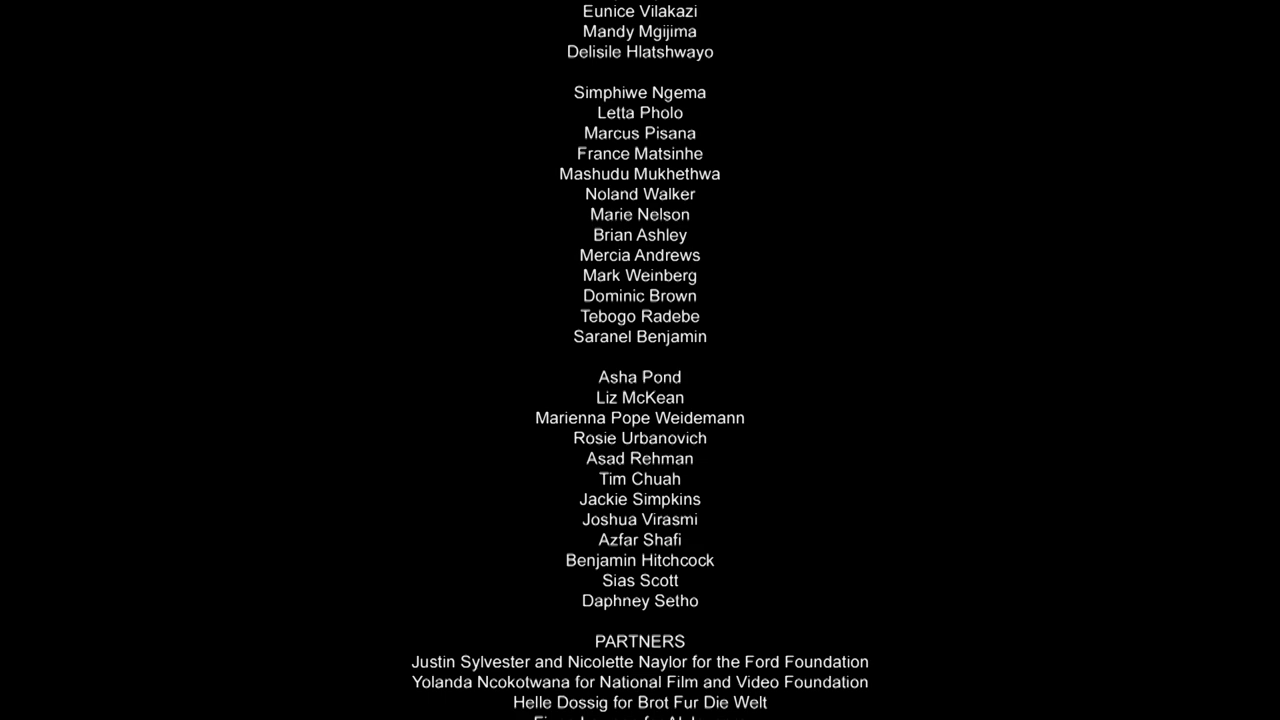 Eunice Vilakazi
Mandy Mgijima
Delisile Hlatshwayo
Simphiwe Ngema
Letta Pholo
Marcus Pisana
France Matsinhe
Mashudu Mukhethwa
Noland Walker
Marie Nelson
Brian Ashley
Mercia Andrews
Mark Weinberg
Dominic Brown
Tebogo Radebe
Saranel Benjamin
Asha Pond
Liz McKean
Marienna Pope Weidemann
Rosie Urbanovich
Asad Rehman
Tim Chuah
Jackie Simpkins
Joshua Virasmi
Azfar Shafi
Benjamin Hitchcock
Sias Scott
Daphney Setho
PARTNERS
Justin Sylvester and Nicolette Naylor for the Ford Foundation
Yolanda Ncokotwana for National Film and Video Foundation
Helle Dossig for Brot Fur Die Welt